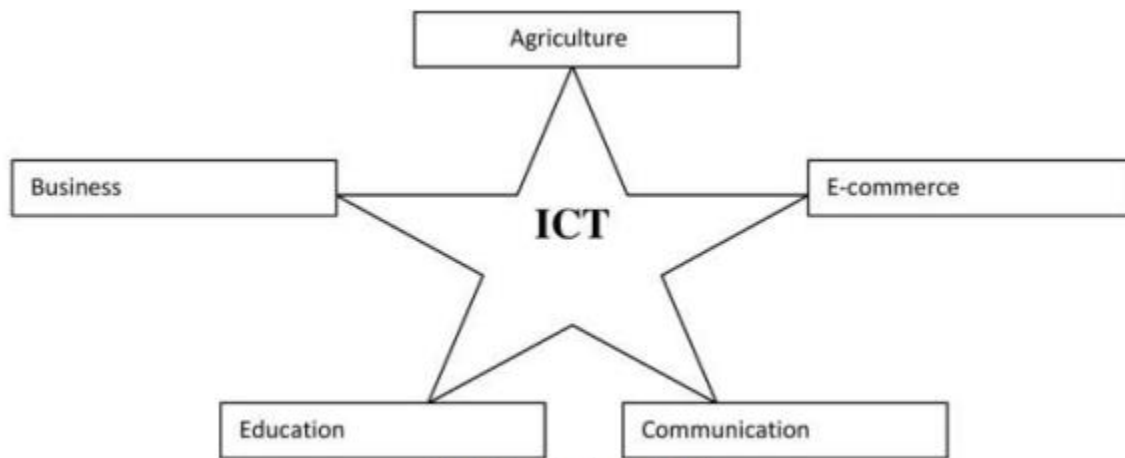 Agriculture
Business
E-commerce
ICT
Education
Communication